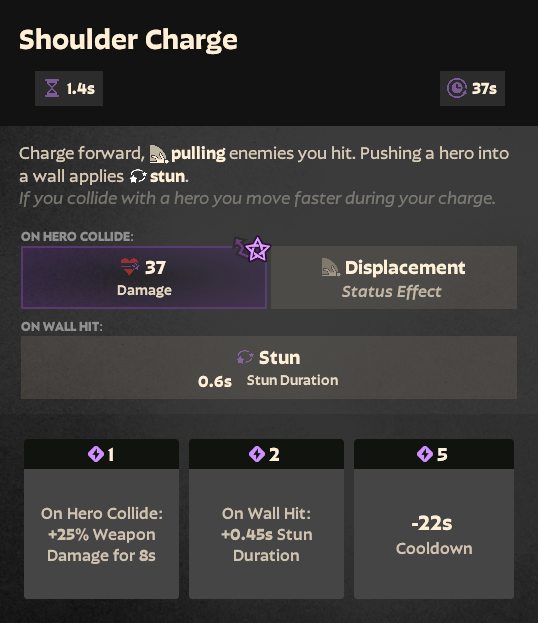 Shoulder Charge
1.4s
37s
Charge forward, pulling enemies you hit. Pushing a hero into
a wall applies stun.
If you collide with a hero you move faster during your charge.
ON HERO COLLIDE:
37
Damage
Displacement
Status Effect
ON WALL HIT:
Stun
0.6s Stun Duration
1
On Hero Collide:
+25% Weapon
Damage for 8s
2
On Wall Hit:
+0.45s Stun
Duration
5
-22s
Cooldown